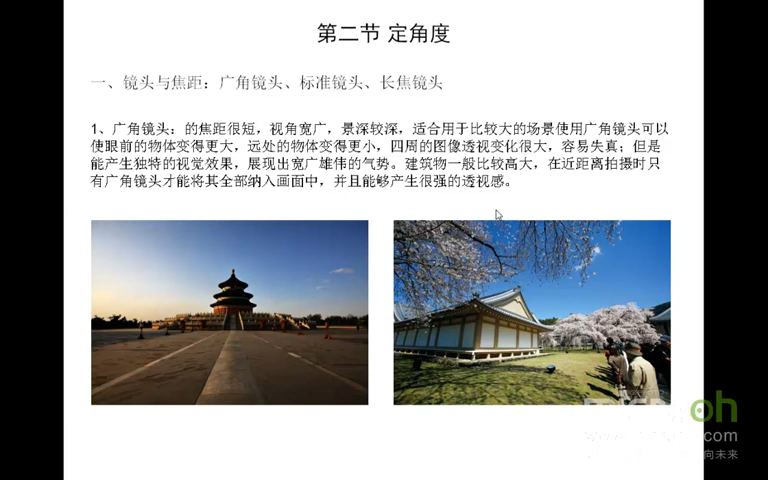 第二节 定角度
一、镜头与焦距：广角镜头、标准镜头、长焦镜头
1、广角镜头：的焦距很短，视角宽广，景深较深，适合用于比较大的场景使用广角镜头可以
使眼前的物体变得更大，远处的物体变得更小，四周的图像透视变化很大，容易失真；但是
能产生独特的视觉效果，展现出宽广雄伟的气势。建筑物一般比较高大，在近距离拍摄时只
有广角镜头才能将其全部纳入画面中，并且能够产生很强的透视感。
oh
.com
向未来